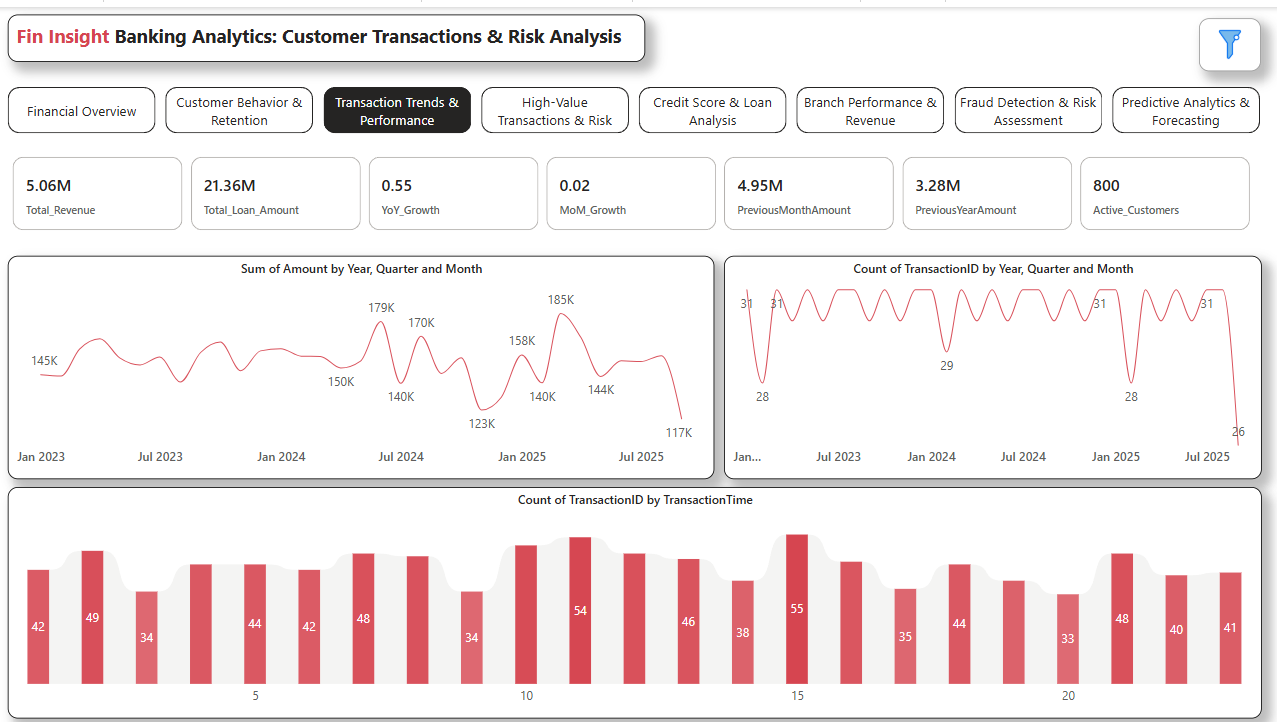 Fin Insight Banking Analytics: Customer Transactions & Risk Analysis
Financial Overview
Customer Behavior &
Retention
Transaction Trends &
Performance
High-Value
Transactions & Risk
Credit Score & Loan
Analysis
Branch Performance &
Revenue
Fraud Detection & Risk
Assessment
Predictive Analytics &
Forecasting
5.06M
Total_Revenue
21.36M
Total_Loan_Amount
0.55
YoY_Growth
0.02
MoM_Growth
4.95M
PreviousMonthAmount
3.28M
PreviousYearAmount
800
Active_Customers
Sum of Amount by Year, Quarter and Month
145K
150K
179K
140K
170K
123K
158K
140K
185K
144K
117K
Jan 2023 Jul 2023 Jan 2024 Jul 2024 Jan 2025 Jul 2025
Count of TransactionID by Year, Quarter and Month
31 31 31 31
28
29
28
26
Jan... Jul 2023 Jan 2024 Jul 2024 Jan 2025 Jul 2025
Count of TransactionID by TransactionTime
42 49 34 44 42 48 34 54 46 38 55 35 44 33 48 40 41
5 10 15 20